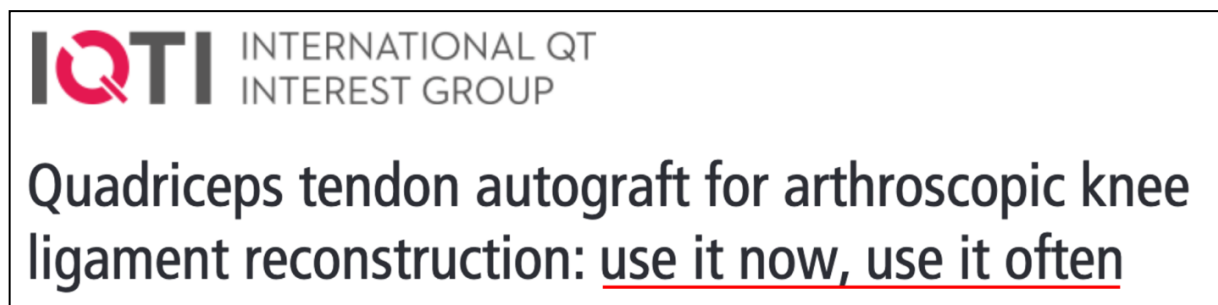 IQTI INTERNATIONAL QT
INTEREST GROUP
Quadriceps tendon autograft for arthroscopic knee
ligament reconstruction: use it now, use it often